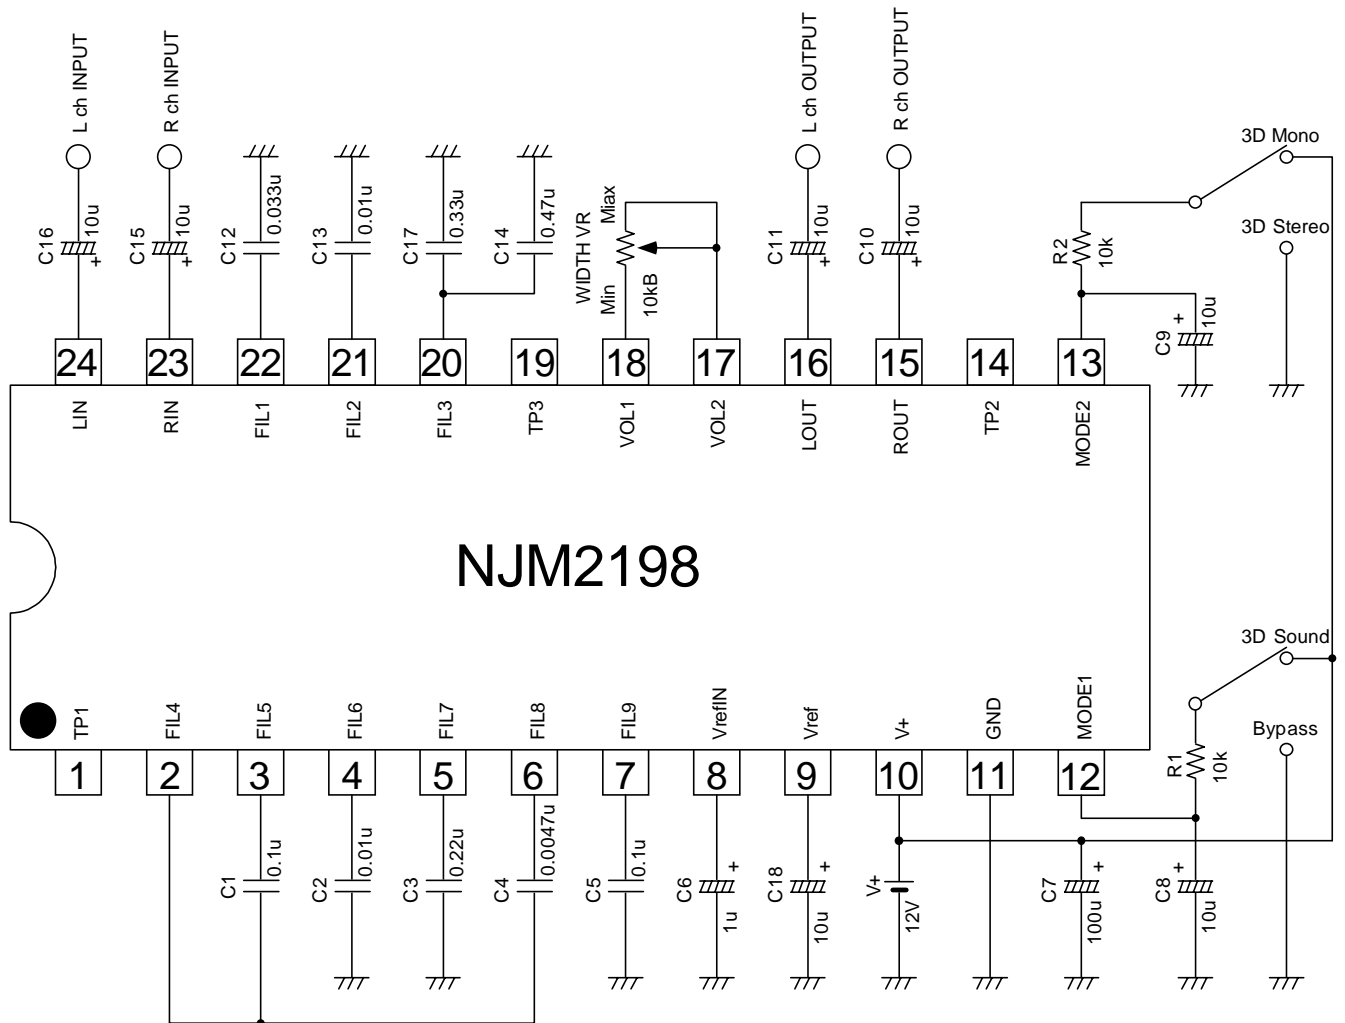 L ch INPUT
R ch INPUT
L ch OUTPUT
R ch OUTPUT
3D Mono
3D Stereo
C16
10u
+
C15
10u
+
C12
0.033u
C13
0.01u
C17
0.33u
C14
0.47u
WIDTH VR
Min
Miax
10kB
C11
10u
+
C10
10u
+
R2
10k
C9
+
10u
24
23
22
21
20
19
18
17
16
15
14
13
LIN
RIN
FIL1
FIL2
FIL3
TP3
VOL1
VOL2
LOUT
ROUT
TP2
MODE2
NJM2198
3D Sound
Bypass
TP1
FIL4
FIL5
FIL6
FIL7
FIL8
FIL9
VrefIN
Vref
V+
GND
MODE1
1
2
3
4
5
6
7
8
9
10
11
12
R1
10k
C1
0.1u
C2
0.01u
C3
0.22u
C4
0.0047u
C5
0.1u
C6
+
1u
C18
+
10u
V+
12V
C7
+
100u
C8
+
10u